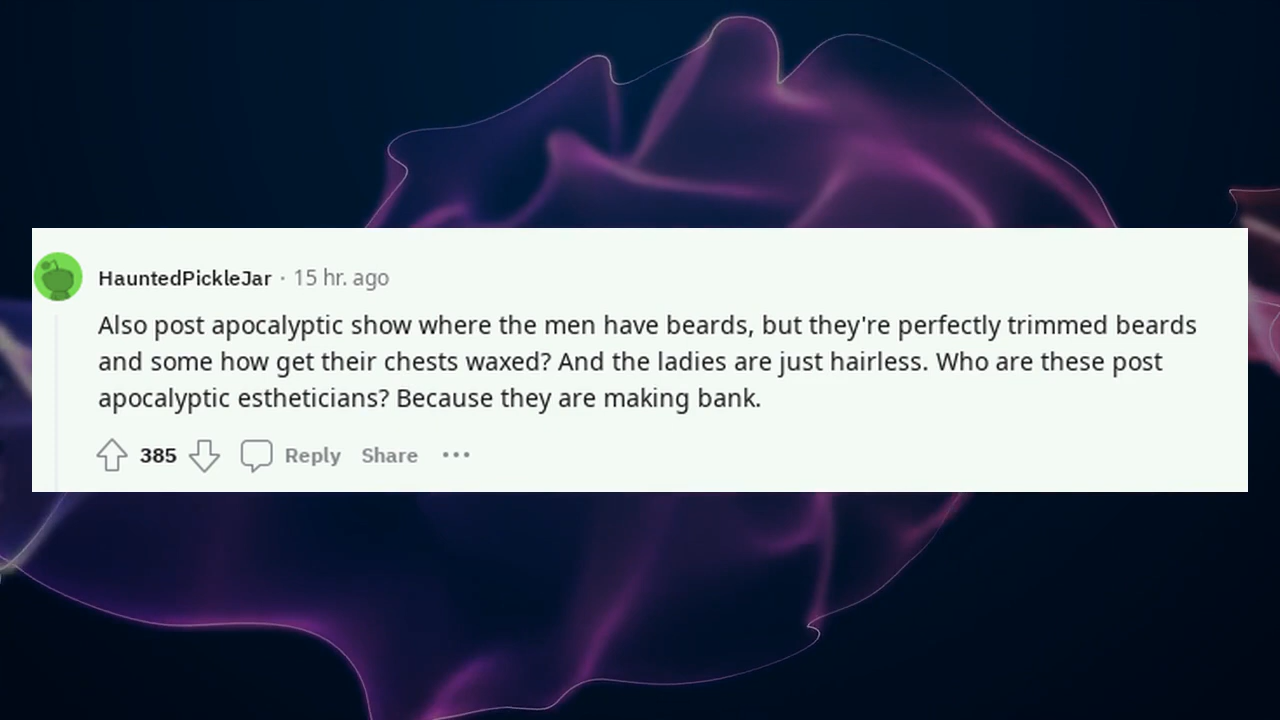 HauntedPickleJar · 15 hr. ago
Also post apocalyptic show where the men have beards, but they're perfectly trimmed beards
and some how get their chests waxed? And the ladies are just hairless. Who are these post
apocalyptic estheticians? Because they are making bank.
385 Reply Share ···